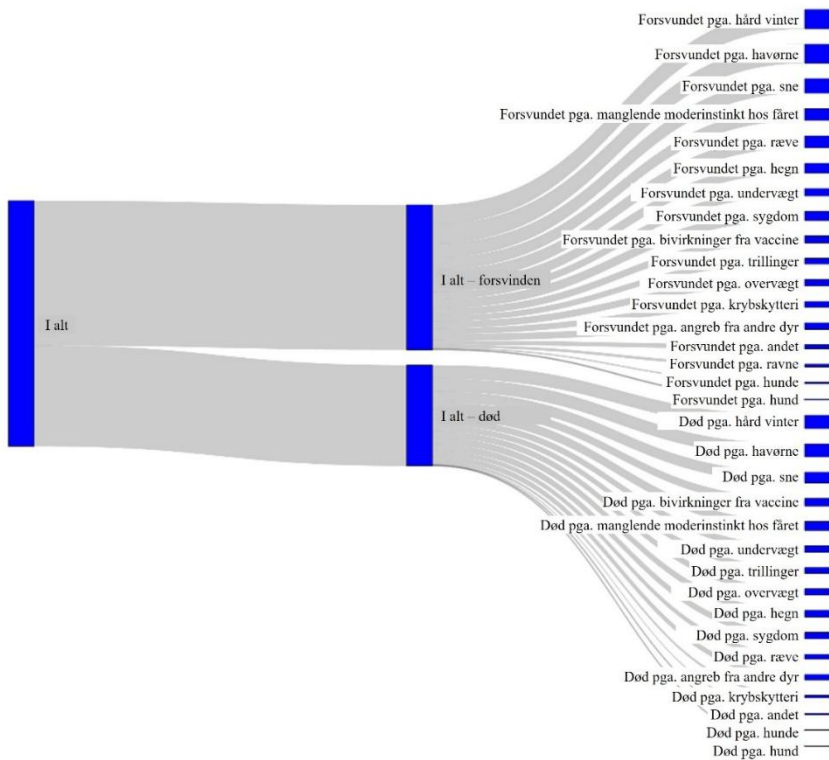 Forsvundet pga. hård vinter
Forsvundet pga. havørne
Forsvundet pga. sne
Forsvundet pga. manglende moderinstinkt hos fåret
Forsvundet pga. ræve
Forsvundet pga. hegn
Forsvundet pga. undervægt
Forsvundet pga. sygdom
Forsvundet pga. bivirkninger fra vaccine
Forsvundet pga. trillinger
Forsvundet pga. overvægt
Forsvundet pga. krybskytteri
Forsvundet pga. angreb fra andre dyr
Forsvundet pga. andet
Forsvundet pga. ravne
Forsvundet pga. hunde
Forsvundet pga. hund
I alt
I alt – forsvinden
I alt – død
Død pga. hård vinter
Død pga. havørne
Død pga. sne
Død pga. bivirkninger fra vaccine
Død pga. manglende moderinstinkt hos fåret
Død pga. undervægt
Død pga. trillinger
Død pga. overvægt
Død pga. hegn
Død pga. sygdom
Død pga. ræve
Død pga. angreb fra andre dyr
Død pga. krybskytteri
Død pga. andet
Død pga. hunde
Død pga. hund